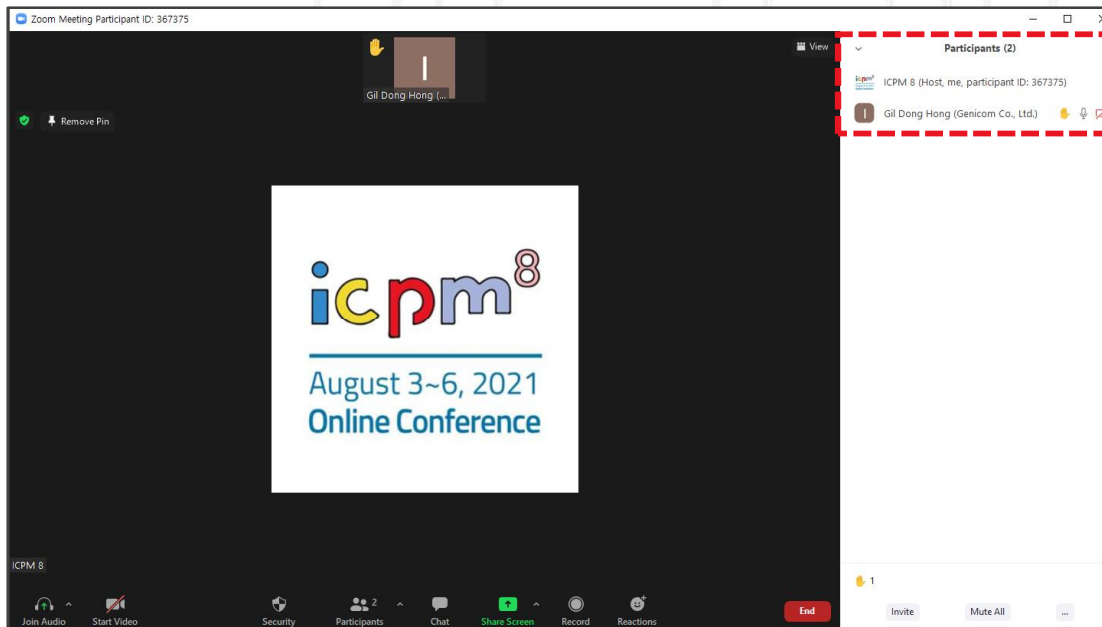 Zoom Meeting Participant ID: 367375
I
Gil Dong Hong (...
View
Remove Pin
icpm8
August 3~6, 2021
Online Conference
ICPM 8
Join Audio
Start Video
Security
Participants
2
Chat
Share Screen
Record
Reactions
End
Participants (2)
ICPM 8 (Host, me, participant ID: 367375)
I
Gil Dong Hong (Genicom Co., Ltd.)
1
Invite
Mute All
...